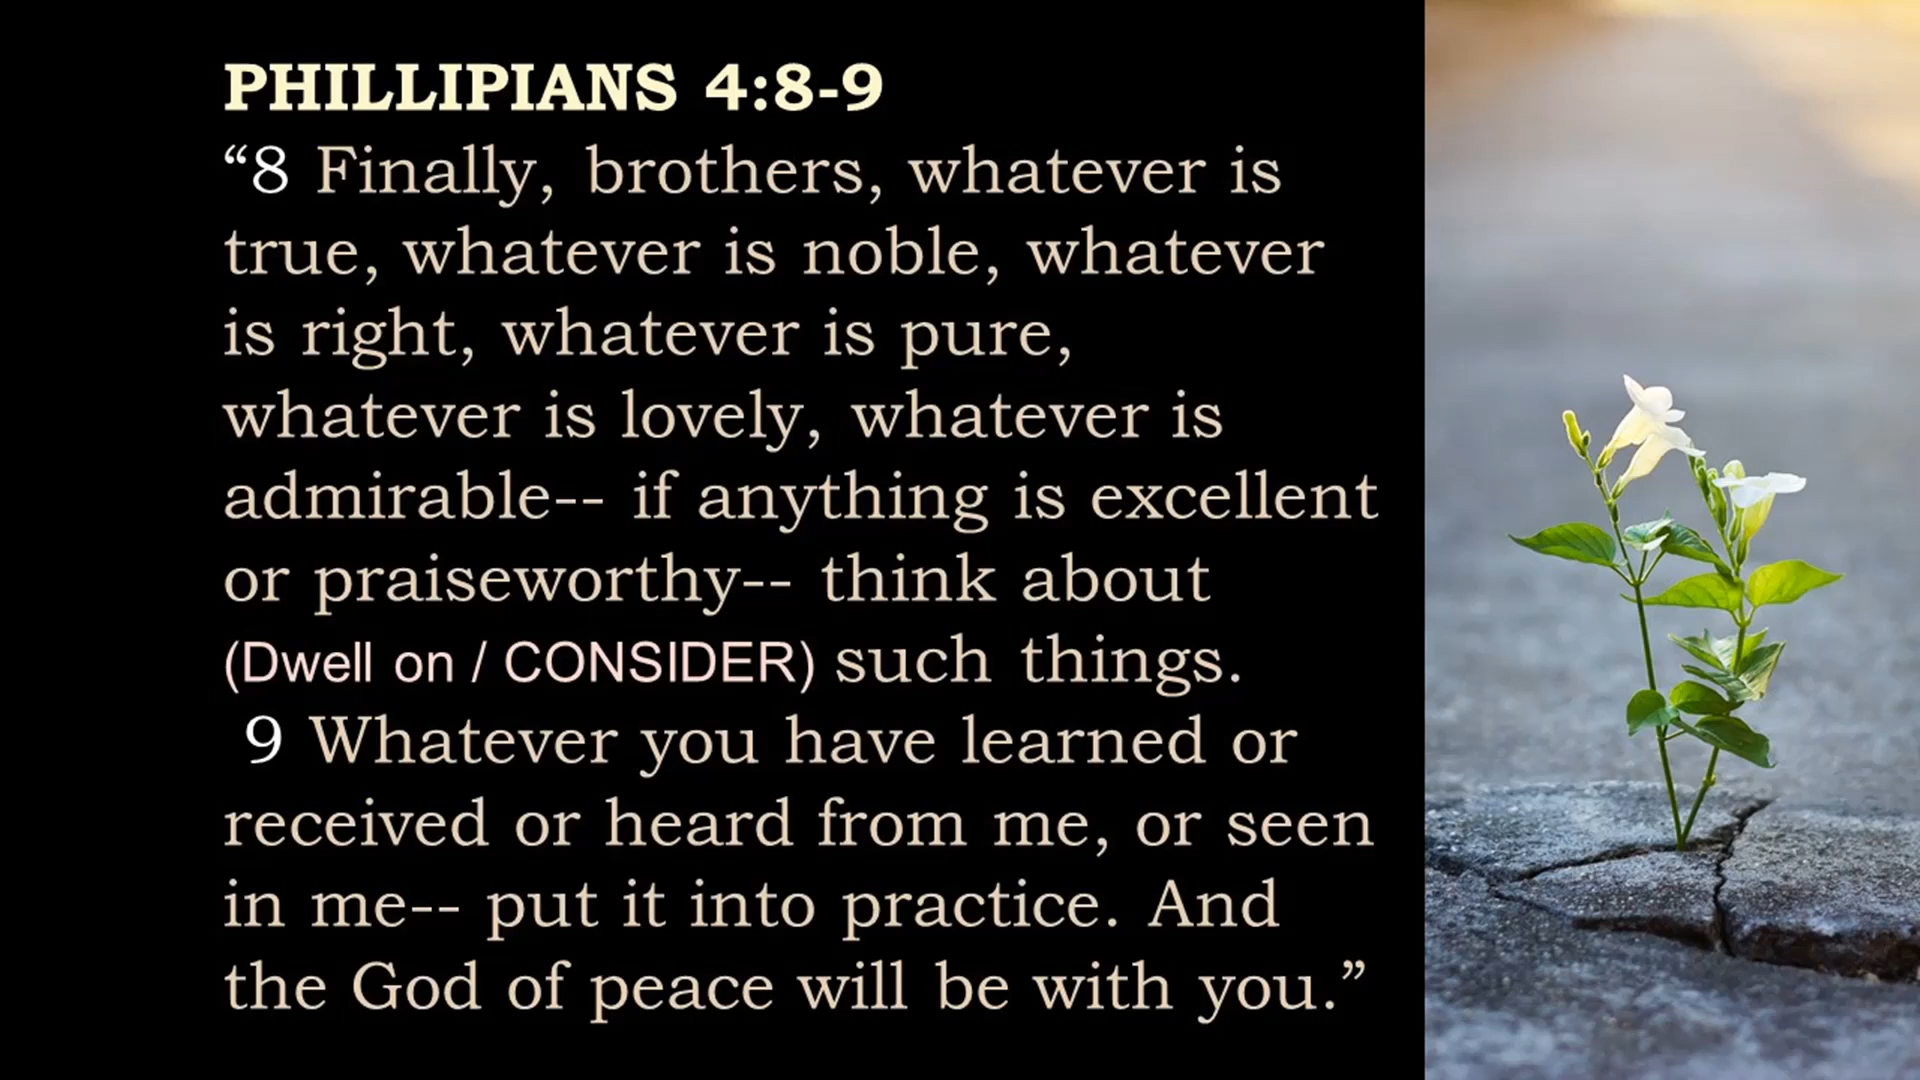 PHILLIPIANS 4:8-9
“8 Finally, brothers, whatever is
true, whatever is noble, whatever
is right, whatever is pure,
whatever is lovely, whatever is
admirable-- if anything is excellent
or praiseworthy-- think about
(Dwell on / CONSIDER) such things.
9 Whatever you have learned or
received or heard from me, or seen
in me-- put it into practice. And
the God of peace will be with you.”